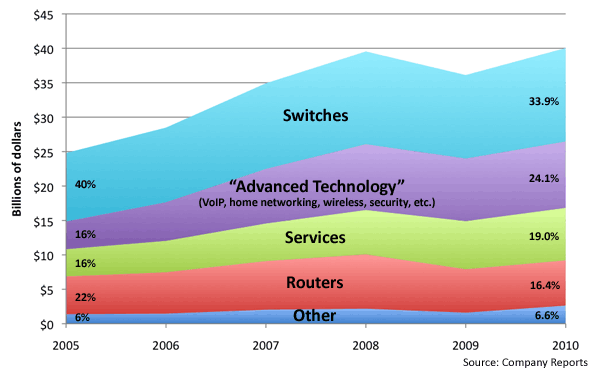 $45
$40
$35
$30
$25
$20
$15
$10
$5
$0
Billions of dollars
Switches
40%
33.9%
“Advanced Technology”
(VoIP, home networking, wireless, security, etc.)
16%
24.1%
Services
16%
19.0%
Routers
22%
16.4%
Other
6%
6.6%
2005 2006 2007 2008 2009 2010
Source: Company Reports